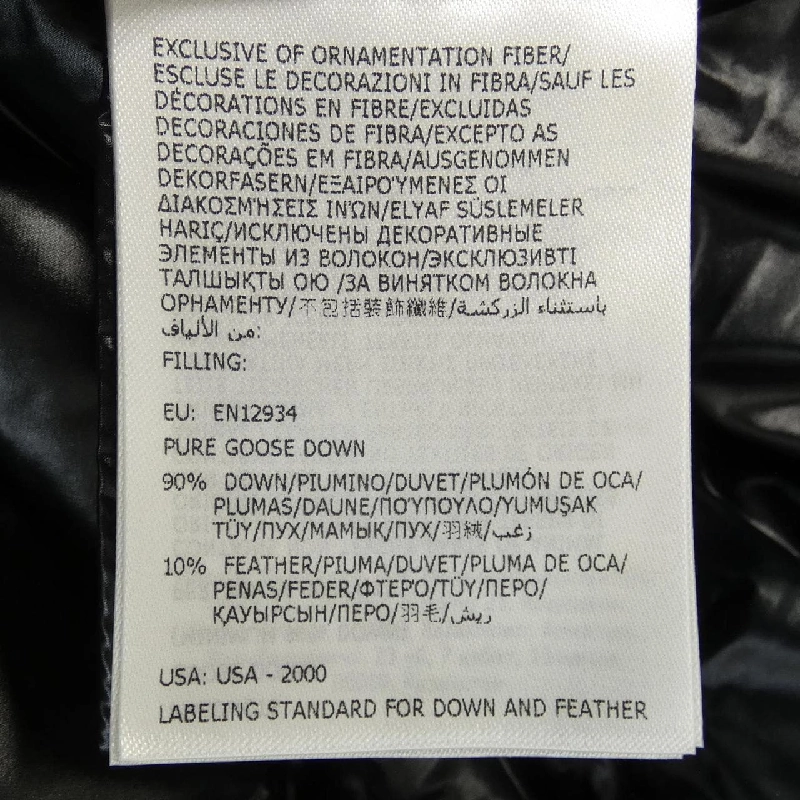 EXCLUSIVE OF ORNAMENTATION FIBER/
ESCLUSE LE DECORAZIONI IN FIBRA/SAUF LES
DÉCORATIONS EN FIBRE/EXCLUIDAS
DECORACIONES DE FIBRA/EXCEPTO AS
DECORAÇÕES EM FIBRA/AUSGENOMMEN
DEKORFASERN/ΕΞΑΙΡΟΎΜΕΝΕΣ ΟΙ
ΔΙΑΚΟΣΜΉΣΕΙΣ ΙΝΏΝ/ELYAF SÜSLEMELER
HARIÇ/ИСКЛЮЧЕНЫ ДЕКОРАТИВНЫЕ
ЭЛЕМЕНТЫ ИЗ ВОЛОКОН/ЭКСКЛЮЗИВТІ
ТАЛШЫҚТЫ ОЮ /ЗА ВИНЯТКОМ ВОЛОКНА
ОРНАМЕНТУ/不包括裝飾纖維/باستثناء الزركشة
من الألياف:
FILLING:
EU: EN12934
PURE GOOSE DOWN
90% DOWN/PIUMINO/DUVET/PLUMÓN DE OCA/
PLUMAS/DAUNE/ΠΟΎΠΟΥΛΟ/YUMUŞAK
TÜY/ПУХ/МАМЫҚ/ПУХ/羽絨/زغب
10% FEATHER/PIUMA/DUVET/PLUMA DE OCA/
PENAS/FEDER/ΦΤΕΡΌ/TÜY/ПЕРО/
ҚАУЫРСЫН/ПЕРО/羽毛/ريش
USA: USA - 2000
LABELING STANDARD FOR DOWN AND FEATHER